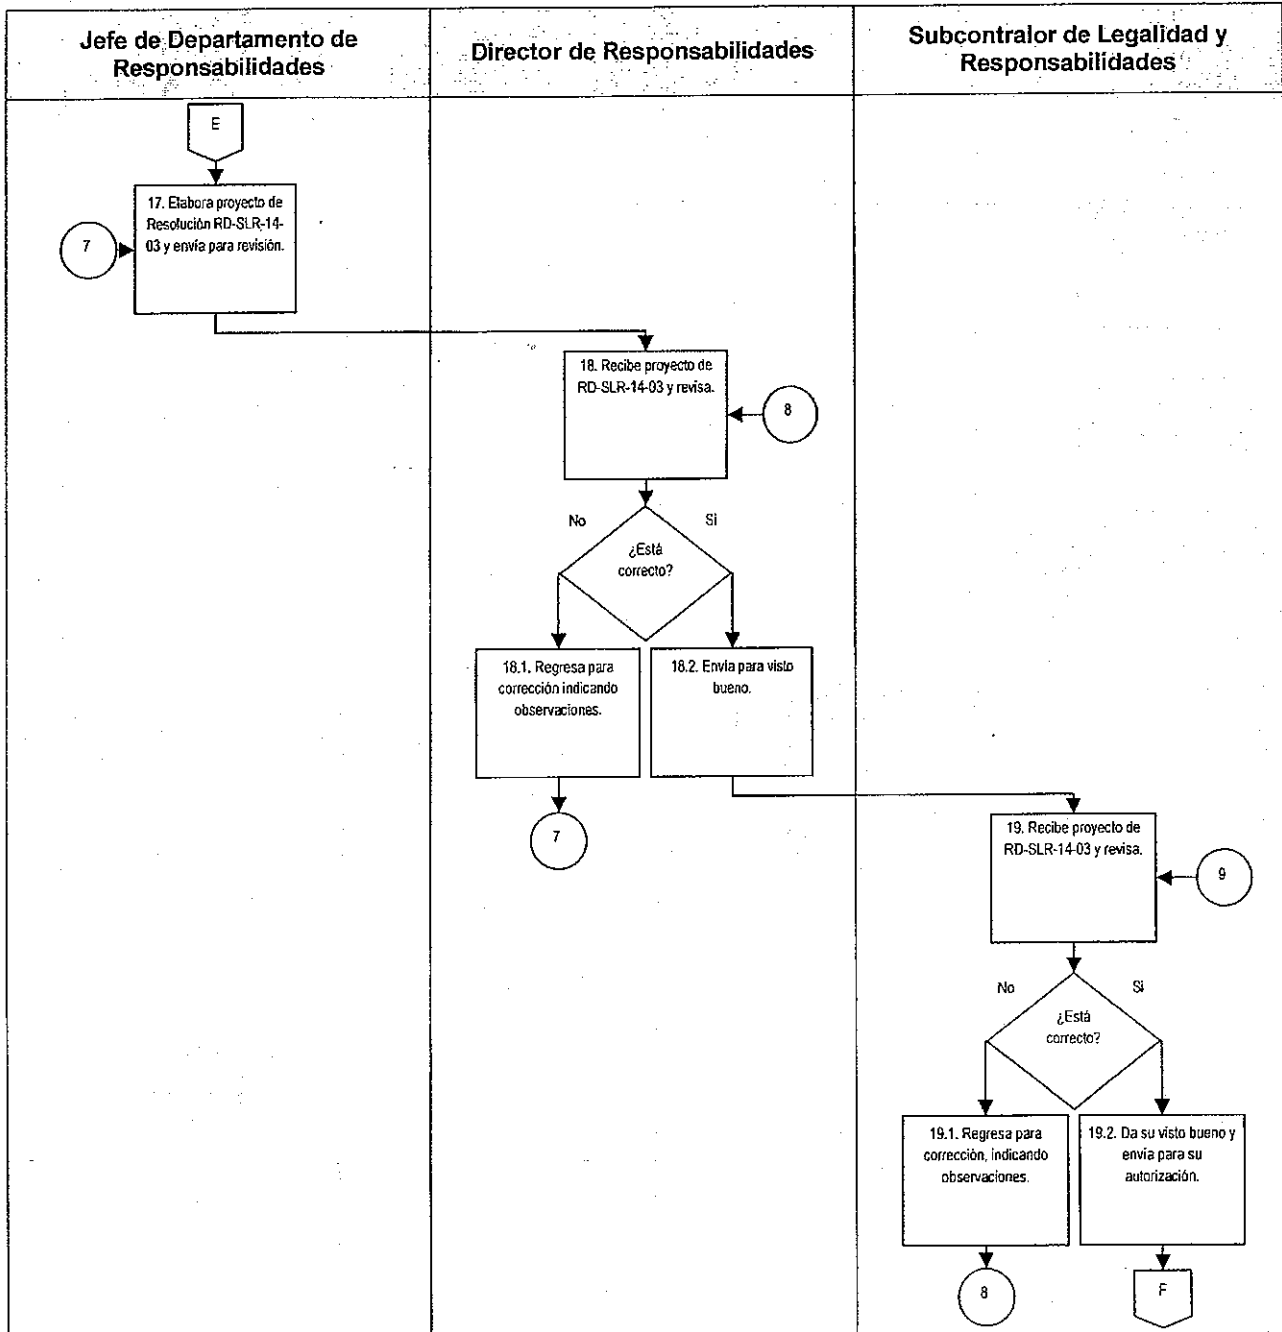 Jefe de Departamento de
Responsabilidades
Director de Responsabilidades
Subcontralor de Legalidad y
Responsabilidades
E
17. Elabora proyecto de
Resolución RD-SLR-14-
03 y envía para revisión.
7
18. Recibe proyecto de
RD-SLR-14-03 y revisa.
8
No
Si
¿Está
correcto?
18.1. Regresa para
corrección indicando
observaciones.
18.2. Envía para visto
bueno.
7
19. Recibe proyecto de
RD-SLR-14-03 y revisa.
9
No
Si
¿Está
correcto?
19.1. Regresa para
corrección, indicando
observaciones.
19.2. Da su visto bueno y
envía para su
autorización.
8
F